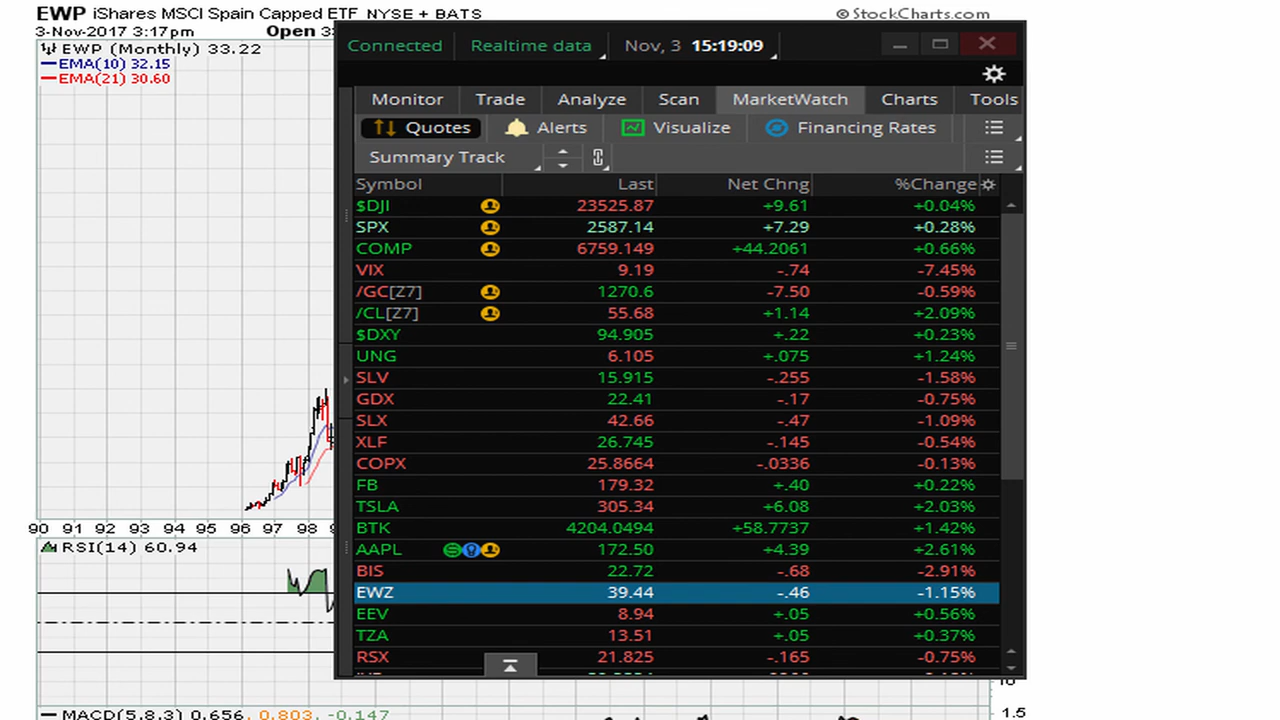 EWP iShares MSCI Spain Capped ETF NYSE + BATS
© StockCharts.com
3-Nov-2017 3:17pm
Open
EWP (Monthly) 33.22
EMA(10) 32.15
EMA(21) 30.60
Connected Realtime data Nov, 3 15:19:09
Monitor Trade Analyze Scan MarketWatch Charts Tools
Quotes Alerts Visualize Financing Rates
Summary Track
Symbol Last Net Chng %Change
$DJI 23525.87 +9.61 +0.04%
SPX 2587.14 +7.29 +0.28%
COMP 6759.149 +44.2061 +0.66%
VIX 9.19 -.74 -7.45%
/GC[Z7] 1270.6 -7.50 -0.59%
/CL[Z7] 55.68 +1.14 +2.09%
$DXY 94.905 +.22 +0.23%
UNG 6.105 +.075 +1.24%
SLV 15.915 -.255 -1.58%
GDX 22.41 -.17 -0.75%
SLX 42.66 -.47 -1.09%
XLF 26.745 -.145 -0.54%
COPX 25.8664 -.0336 -0.13%
FB 179.32 +.40 +0.22%
TSLA 305.34 +6.08 +2.03%
BTK 4204.0494 +58.7737 +1.42%
AAPL 172.50 +4.39 +2.61%
BIS 22.72 -.68 -2.91%
EWZ 39.44 -.46 -1.15%
EEV 8.94 +.05 +0.56%
TZA 13.51 +.05 +0.37%
RSX 21.825 -.165 -0.75%
90 91 92 93 94 95 96 97 98
RSI(14) 60.94
10
MACD(5,8,3) 0.656, 0.803, -0.147
1.5